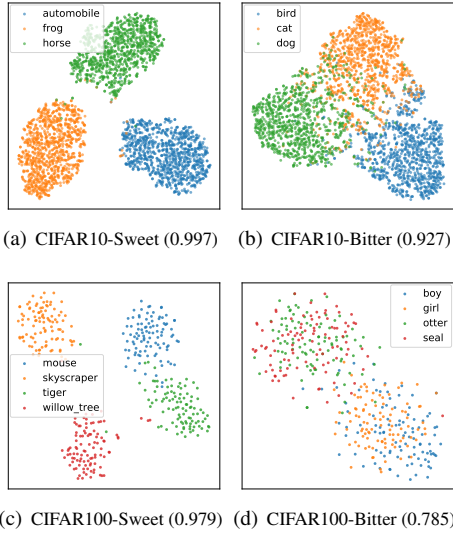 automobile
frog
horse
bird
cat
dog
(a) CIFAR10-Sweet (0.997)
(b) CIFAR10-Bitter (0.927)
mouse
skyscraper
tiger
willow_tree
boy
girl
otter
seal
(c) CIFAR100-Sweet (0.979)
(d) CIFAR100-Bitter (0.785)